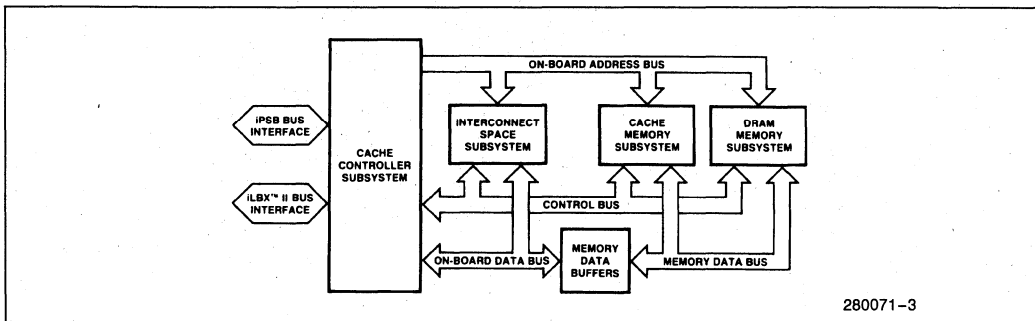 ON-BOARD ADDRESS BUS
iPSB BUS
INTERFACE
CACHE
CONTROLLER
SUBSYSTEM
iLBX™ II BUS
INTERFACE
INTERCONNECT
SPACE
SUBSYSTEM
CACHE
MEMORY
SUBSYSTEM
DRAM
MEMORY
SUBSYSTEM
CONTROL BUS
ON-BOARD DATA BUS
MEMORY
DATA
BUFFERS
MEMORY DATA BUS
280071-3